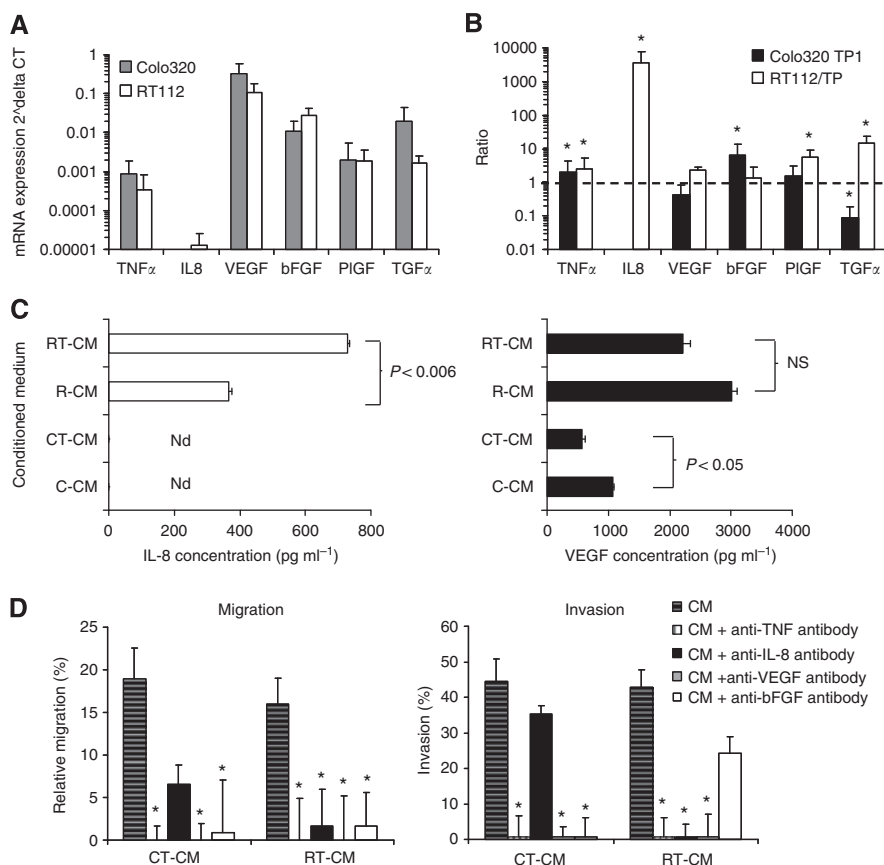 A
mRNA expression 2^delta CT
1
0.1
0.01
0.001
0.0001
0.00001
Colo320
RT112
TNFα IL8 VEGF bFGF PlGF TGFα
B
Ratio
10000
1000
100
10
1
0.1
0.01
Colo320 TP1
RT112/TP
* * * * * * *
TNFα IL8 VEGF bFGF PlGF TGFα
C
Conditioned medium
RT-CM
R-CM
CT-CM
C-CM
P < 0.006
Nd
Nd
0 200 400 600 800
IL-8 concentration (pg ml−1)
RT-CM
R-CM
CT-CM
C-CM
NS
P < 0.05
0 1000 2000 3000 4000
VEGF concentration (pg ml−1)
D
Migration
Relative migration (%)
25
20
15
10
5
0
* * * * * * *
CT-CM RT-CM
Invasion
Invasion (%)
60
50
40
30
20
10
0
* * * * * *
CT-CM RT-CM
CM
CM + anti-TNF antibody
CM + anti-IL-8 antibody
CM +anti-VEGF antibody
CM + anti-bFGF antibody